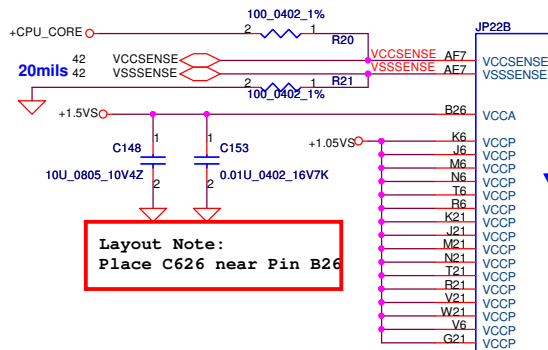 100_0402_1%
JP22B
+CPU_CORE 2 1
R20
42 VCCSENSE VCCSENSE AF7 VCCSENSE
20mils 42 VSSSENSE VSSSENSE AE7 VSSSENSE
R21
2 1
100_0402_1%
+1.5VS B26 VCCA
+1.05VS K6 VCCP
J6 VCCP
1 C148 1 C153 M6 VCCP
N6 VCCP
T6 VCCP
10U_0805_10V4Z 2 0.01U_0402_16V7K 2 R6 VCCP
K21 VCCP
J21 VCCP
Layout Note: M21 VCCP
Place C626 near Pin B26 N21 VCCP
T21 VCCP
R21 VCCP
V21 VCCP
W21 VCCP
V6 VCCP
G21 VCCP